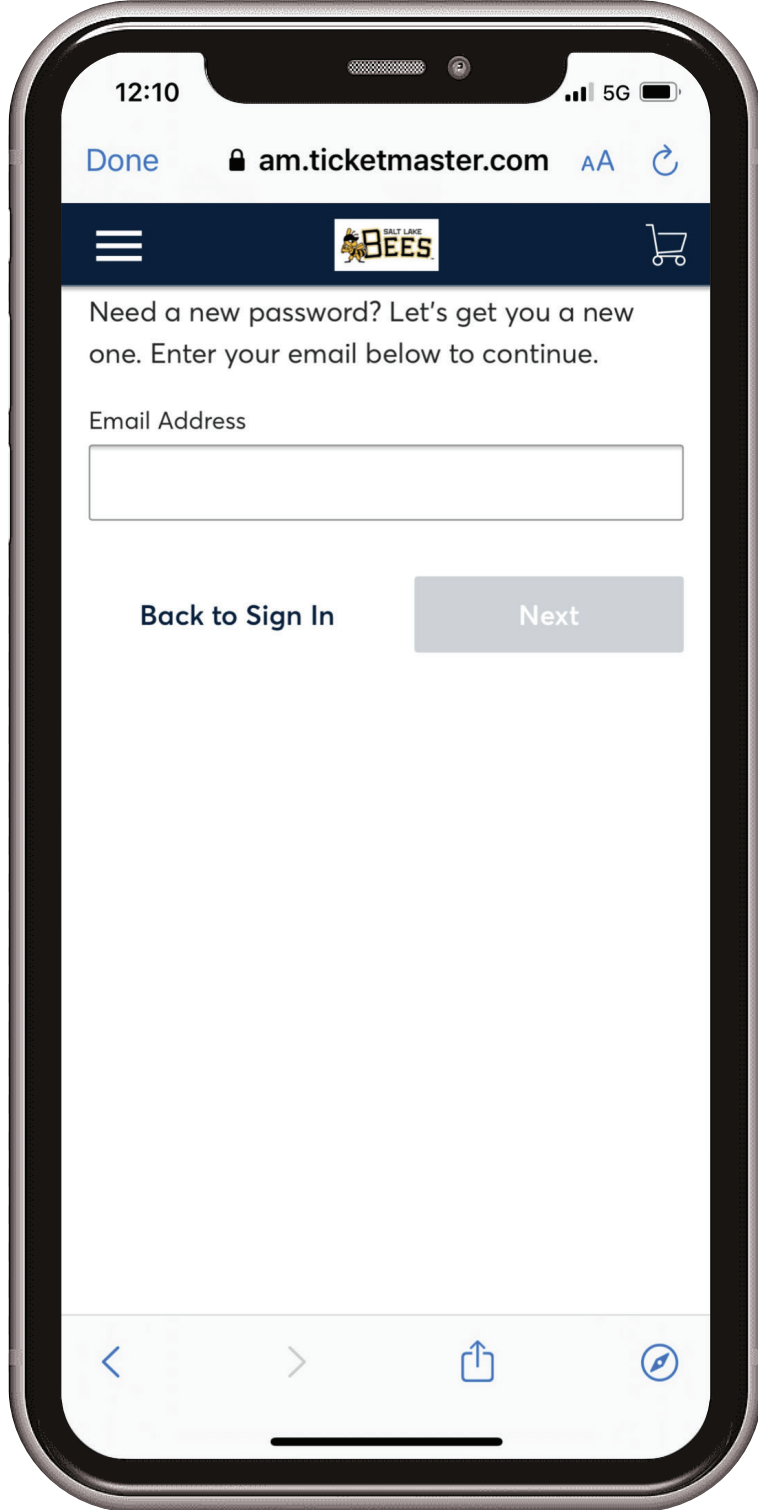 12:10
5G
Done
am.ticketmaster.com
AA
SALT LAKE
BEES
Need a new password? Let's get you a new
one. Enter your email below to continue.
Email Address
Back to Sign In
Next